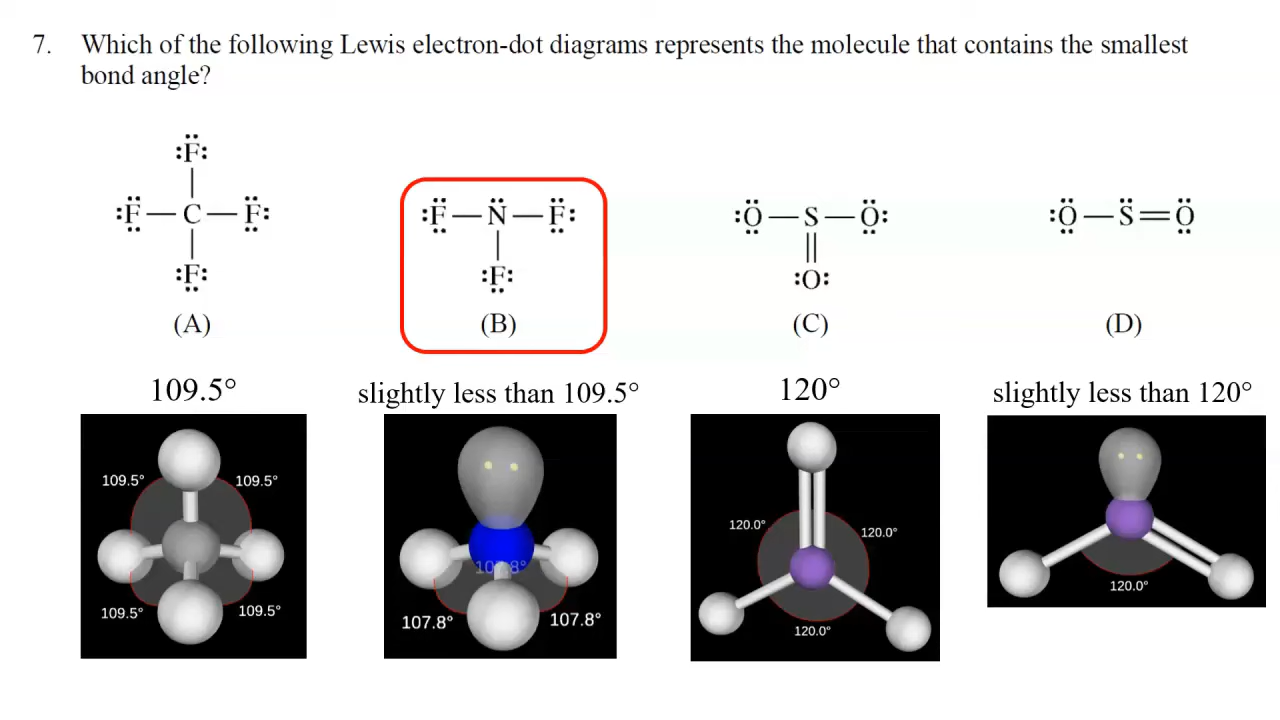 7. Which of the following Lewis electron-dot diagrams represents the molecule that contains the smallest
bond angle?
:F̤̈:
|
:F̤̈—C—F̤̈:
|
:F̤̈:
(A)
:F̤̈—N̈—F̤̈:
|
:F̤̈:
(B)
:Ö̤—S—Ö̤:
||
:O:
(C)
:Ö̤—S̈=Ö̤
(D)
109.5°
slightly less than 109.5°
120°
slightly less than 120°
109.5° 109.5°
109.5° 109.5°
107.8°
107.8° 107.8°
120.0° 120.0°
120.0°
120.0°